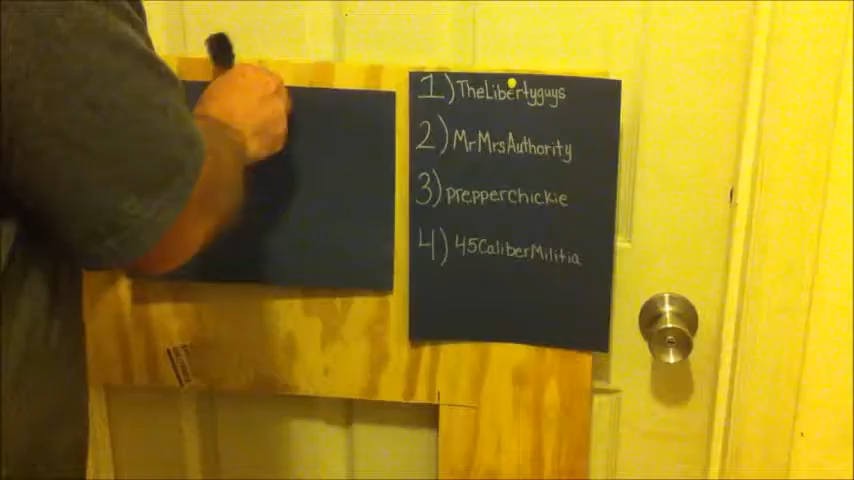 1) TheLibertyguys
2) MrMrsAuthority
3) prepperchickie
4) 45CaliberMilitia